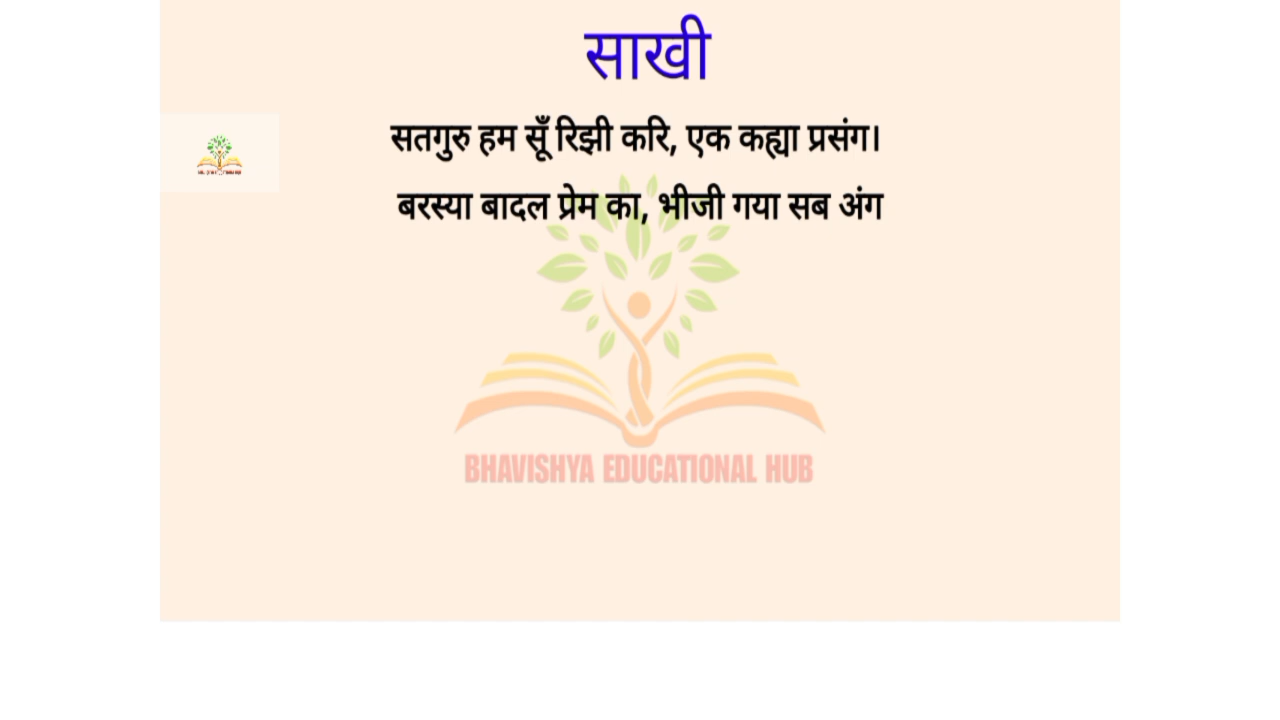 साखी
सतगुरु हम सूँ रिझी करि, एक कह्या प्रसंग।
बरस्या बादल प्रेम का, भीजी गया सब अंग
BHAVISHYA EDUCATIONAL HUB